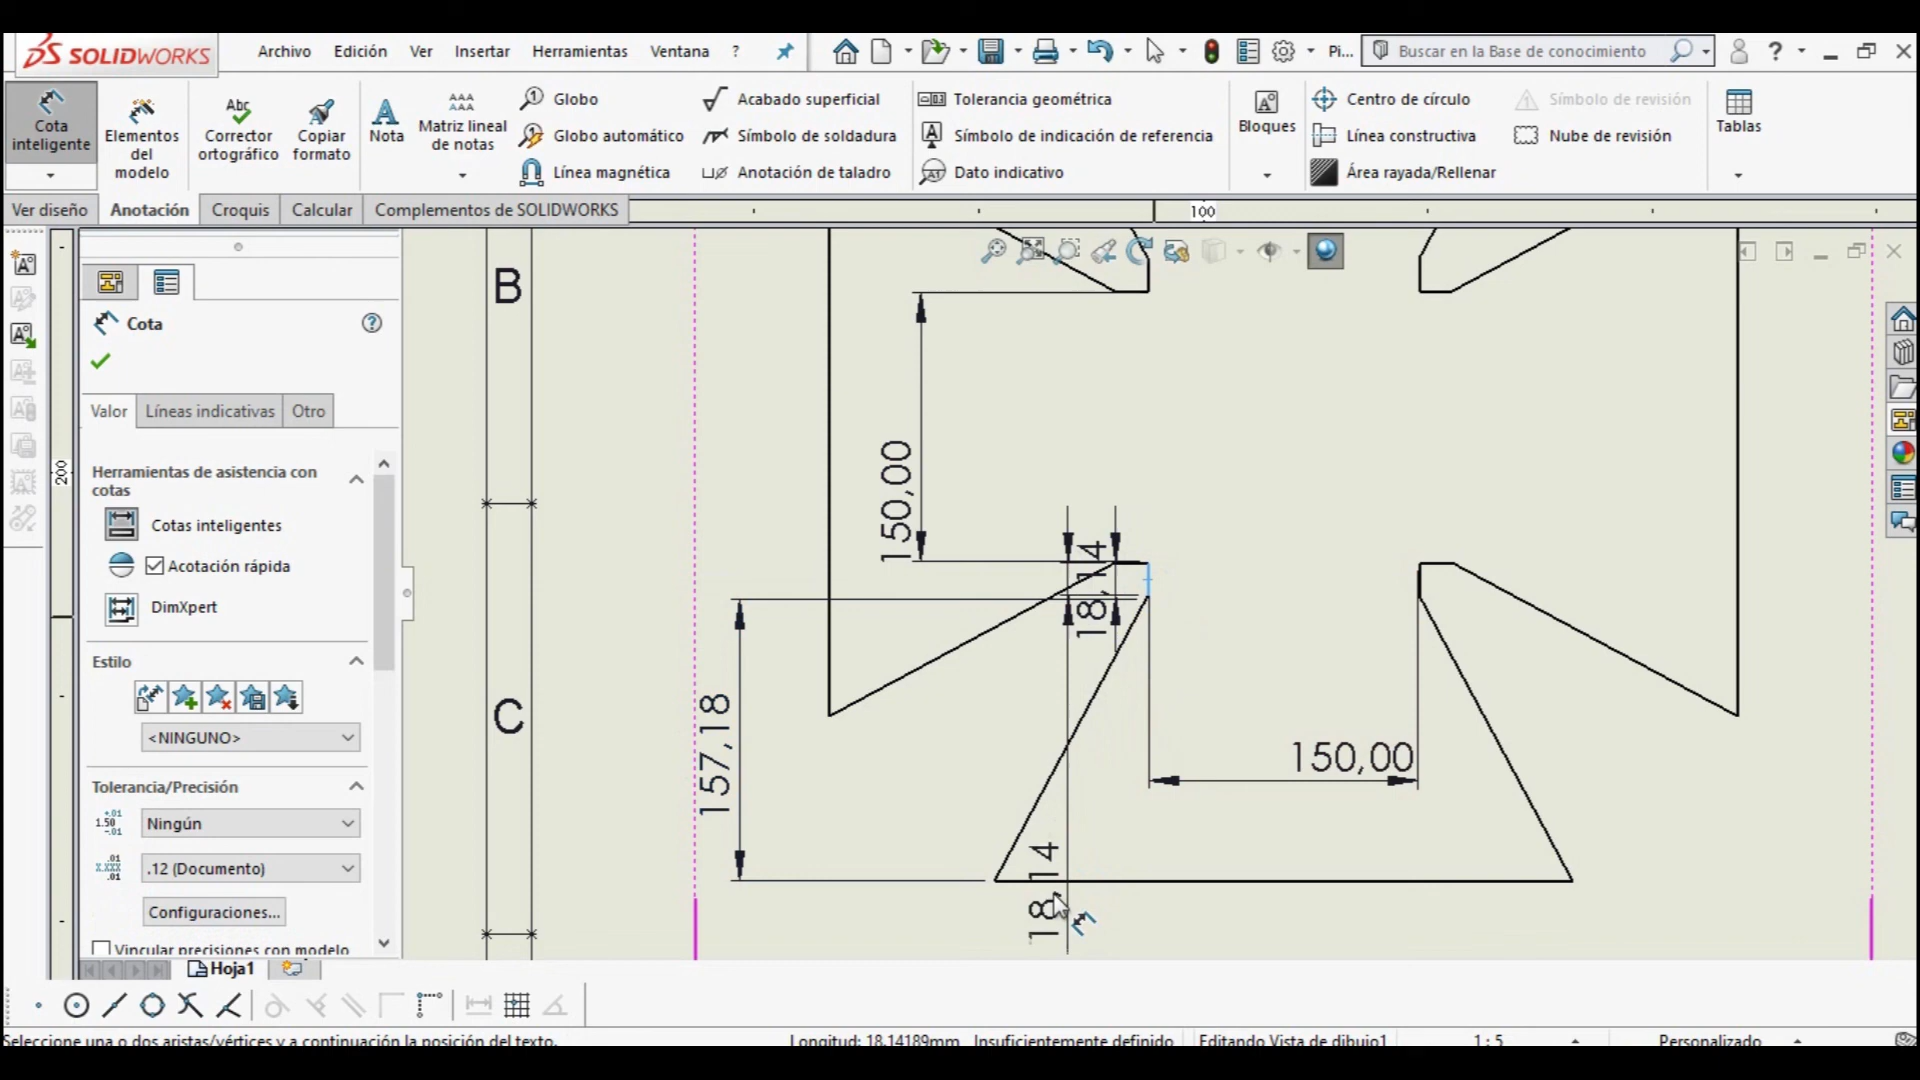 SOLIDWORKS
Archivo Edición Ver Insertar Herramientas Ventana ? Pi... Buscar en la Base de conocimiento ?
Cota inteligente
Elementos del modelo
Abc
Corrector ortográfico
Copiar formato
Nota
Matriz lineal de notas
Globo
Globo automático
Línea magnética
Acabado superficial
Símbolo de soldadura
Anotación de taladro
Tolerancia geométrica
Símbolo de indicación de referencia
Dato indicativo
Bloques
Centro de círculo
Línea constructiva
Área rayada/Rellenar
Símbolo de revisión
Nube de revisión
Tablas
Ver diseño Anotación Croquis Calcular Complementos de SOLIDWORKS
100
200
Cota
Valor Líneas indicativas Otro
Herramientas de asistencia con cotas
Cotas inteligentes
Acotación rápida
DimXpert
Estilo
<NINGUNO>
Tolerancia/Precisión
Ningún
.12 (Documento)
Configuraciones...
Vincular precisiones con modelo
B
C
150,00
18,14
157,18
150,00
18,14
Hoja1
Seleccione una o dos aristas/vértices y a continuación la posición del texto. Longitud: 18.14189mm Insuficientemente definido Editando Vista de dibujo1 1 : 5 Personalizado